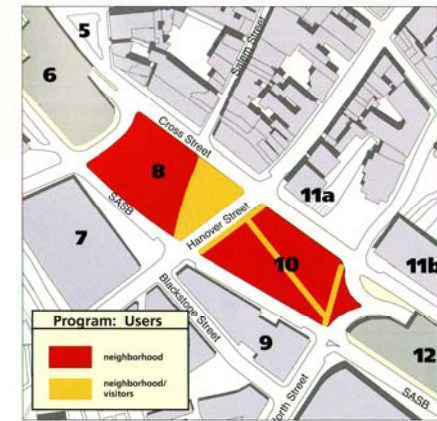 5
6
Salem Street
Cross Street
8
11a
SASB
Hanover Street
7
10
11b
Blackstone Street
Program: Users
neighborhood
neighborhood/
visitors
9
12
North Street
SASB